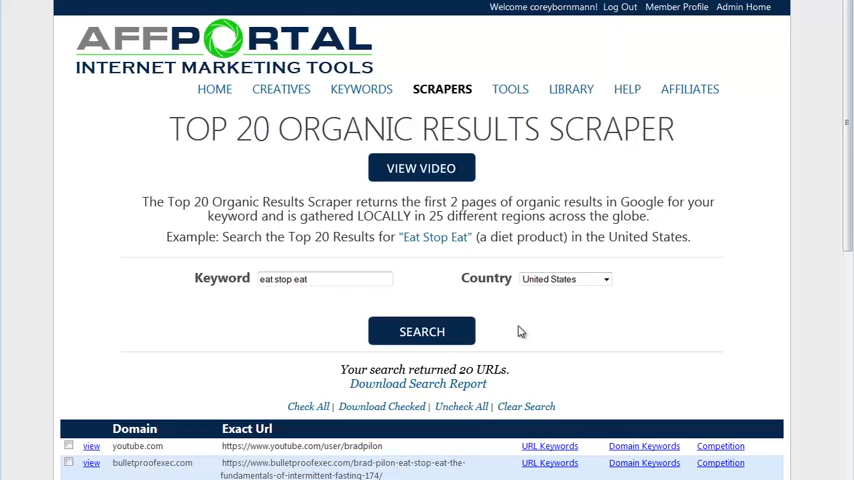 Welcome coreybornmann! Log Out Member Profile Admin Home
AFFPORTAL
INTERNET MARKETING TOOLS
HOME CREATIVES KEYWORDS SCRAPERS TOOLS LIBRARY HELP AFFILIATES
TOP 20 ORGANIC RESULTS SCRAPER
VIEW VIDEO
The Top 20 Organic Results Scraper returns the first 2 pages of organic results in Google for your
keyword and is gathered LOCALLY in 25 different regions across the globe.
Example: Search the Top 20 Results for "Eat Stop Eat" (a diet product) in the United States.
Keyword eat stop eat Country United States
SEARCH
Your search returned 20 URLs.
Download Search Report
Check All | Download Checked | Uncheck All | Clear Search
Domain Exact Url
view youtube.com https://www.youtube.com/user/bradpilon URL Keywords Domain Keywords Competition
view bulletproofexec.com https://www.bulletproofexec.com/brad-pilon-eat-stop-eat-the- URL Keywords Domain Keywords Competition
fundamentals-of-intermittent-fasting-174/